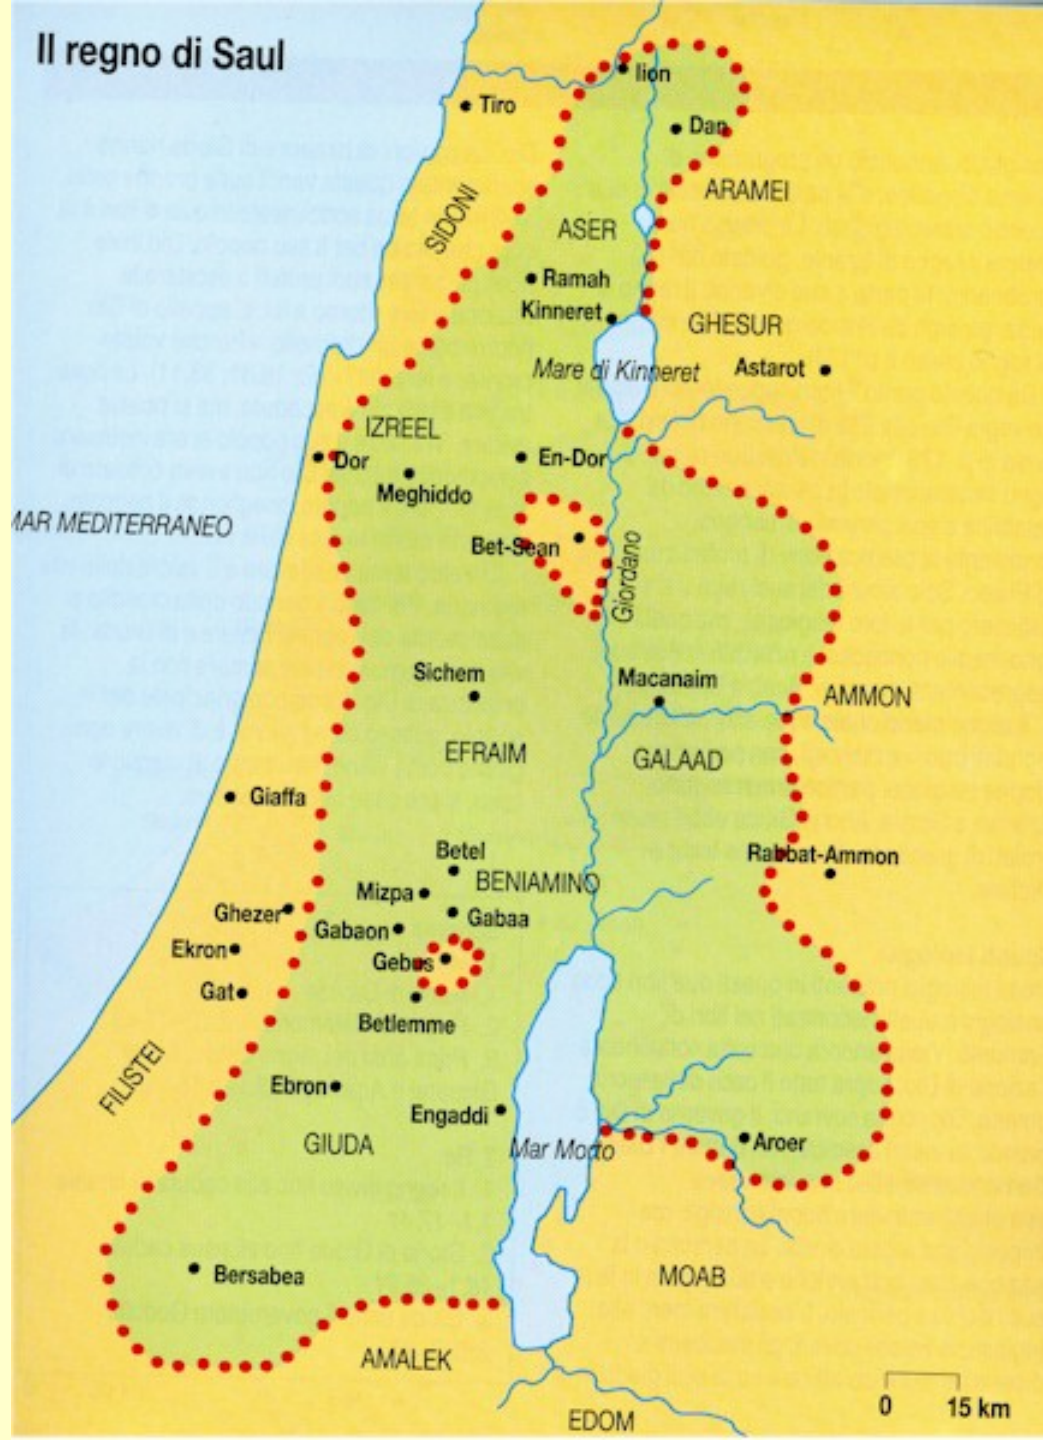 Il regno di Saul
Iion
Tiro
Dan
ARAMEI
SIDONI
ASER
Ramah
Kinneret
GHESUR
Mare di Kinneret
Astarot
IZREEL
Dor
En-Dor
Meghiddo
MAR MEDITERRANEO
Bet-Sean
Giordano
Sichem
Macanaim
AMMON
EFRAIM
GALAAD
Giaffa
Betel
Rabbat-Ammon
BENIAMINO
Mizpa
Ghezer
Gabaa
Gabaon
Ekron
Gebus
Gat
Betlemme
FILISTEI
Ebron
Engaddi
GIUDA
Mar Morto
Aroer
Bersabea
MOAB
AMALEK
EDOM
0 15 km